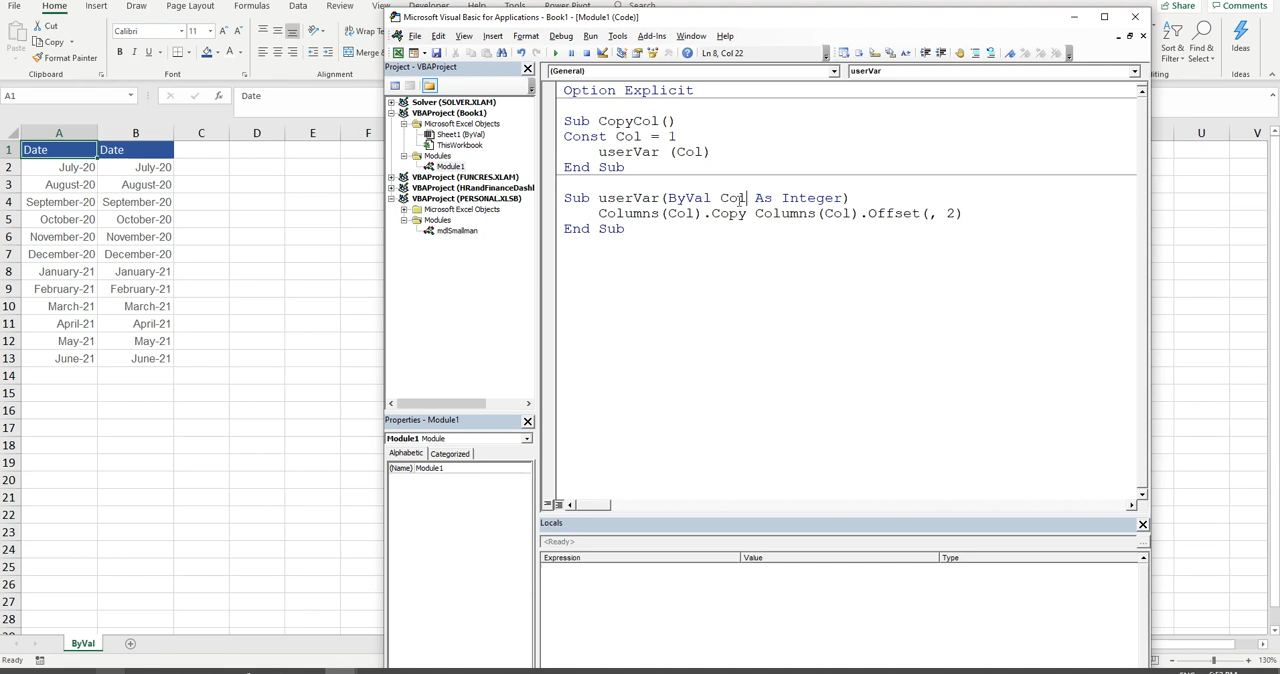 File
Home
Insert
Draw
Page Layout
Formulas
Data
Review
View
Share
Comments
Cut
Copy
Format Painter
Paste
Clipboard
Calibri
11
B I U
Font
Wrap Te
Merge
Alignment
Sort & Filter
Find & Select
Editing
Ideas
Ideas
A1
Date
A B C D E F U V
1 Date Date
2 July-20 July-20
3 August-20 August-20
4 September-20 September-20
5 October-20 October-20
6 November-20 November-20
7 December-20 December-20
8 January-21 January-21
9 February-21 February-21
10 March-21 March-21
11 April-21 April-21
12 May-21 May-21
13 June-21 June-21
14
15
16
17
18
19
20
21
22
23
24
25
26
27
28
ByVal
Ready
130%
Microsoft Visual Basic for Applications - Book1 - [Module1 (Code)]
File Edit View Insert Format Debug Run Tools Add-Ins Window Help
Ln 8, Col 22
Project - VBAProject
Solver (SOLVER.XLAM)
VBAProject (Book1)
Microsoft Excel Objects
Sheet1 (ByVal)
ThisWorkbook
Modules
Module1
VBAProject (FUNCRES.XLAM)
VBAProject (HRandFinanceDashl
VBAProject (PERSONAL.XLSB)
Microsoft Excel Objects
Modules
mdlSmallman
Properties - Module1
Module1 Module
Alphabetic Categorized
(Name) Module1
(General)
userVar
Option Explicit
Sub CopyCol()
Const Col = 1
userVar (Col)
End Sub
Sub userVar(ByVal Col As Integer)
Columns(Col).Copy Columns(Col).Offset(, 2)
End Sub
Locals
<Ready>
Expression Value Type